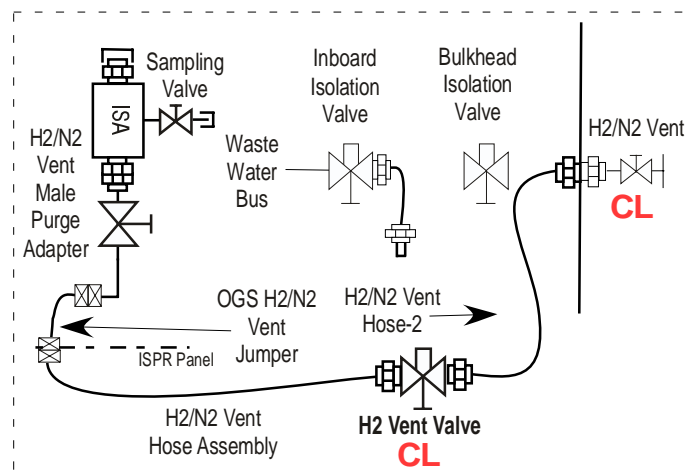 Sampling
Valve
Inboard
Isolation
Valve
Bulkhead
Isolation
Valve
ISA
H2/N2
Vent
Male
Purge
Adapter
Waste
Water
Bus
H2/N2 Vent
CL
OGS H2/N2
Vent
Jumper
H2/N2 Vent
Hose-2
ISPR Panel
H2/N2 Vent
Hose Assembly
H2 Vent Valve
CL